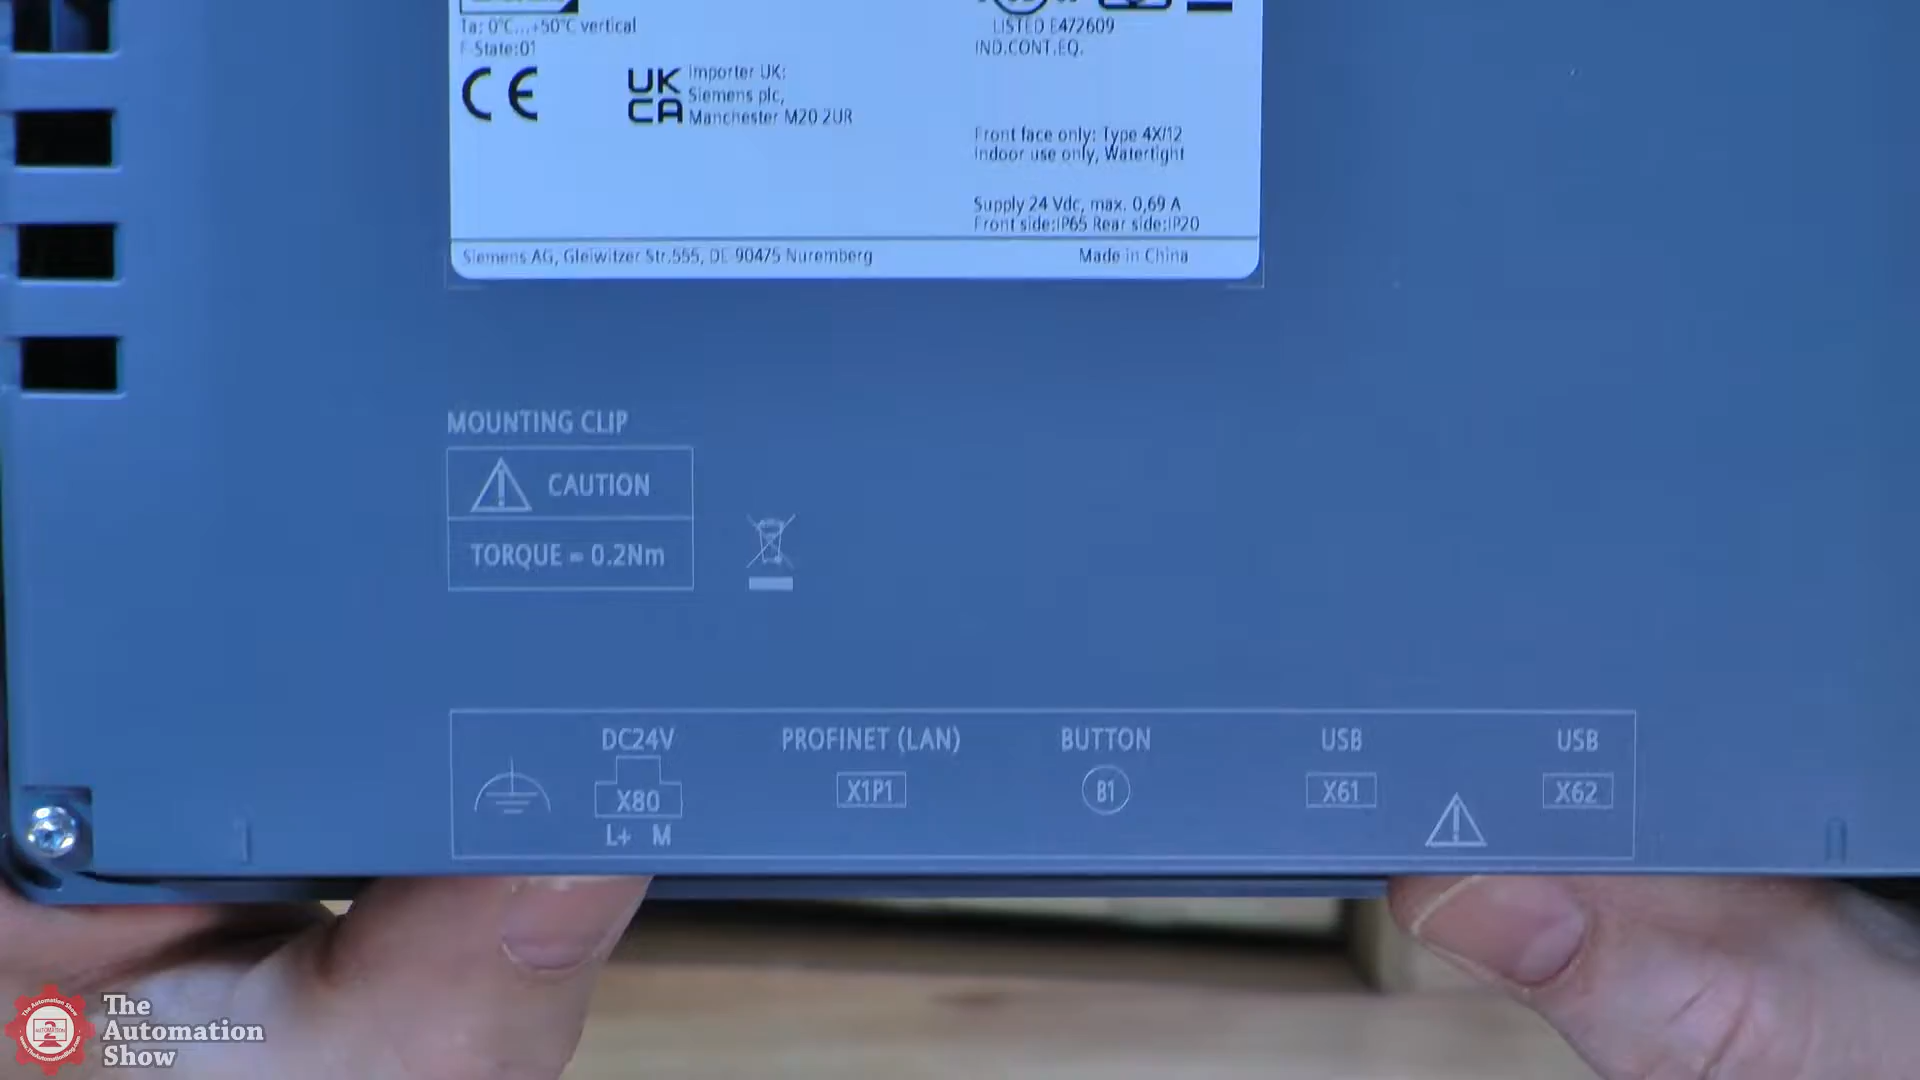 Ta: 0°C...+50°C vertical
F-State:01
LISTED E472609
IND.CONT.EQ.
CE
UK
CA
Importer UK:
Siemens plc,
Manchester M20 2UR
Front face only: Type 4X/12
Indoor use only, Watertight
Supply 24 Vdc, max. 0,69 A
Front side:IP65 Rear side:IP20
Siemens AG, Gleiwitzer Str.555, DE-90475 Nuremberg
Made in China
MOUNTING CLIP
CAUTION
TORQUE = 0.2Nm
DC24V
X80
L+ M
PROFINET (LAN)
X1P1
BUTTON
B1
USB
X61
USB
X62
The
Automation
Show